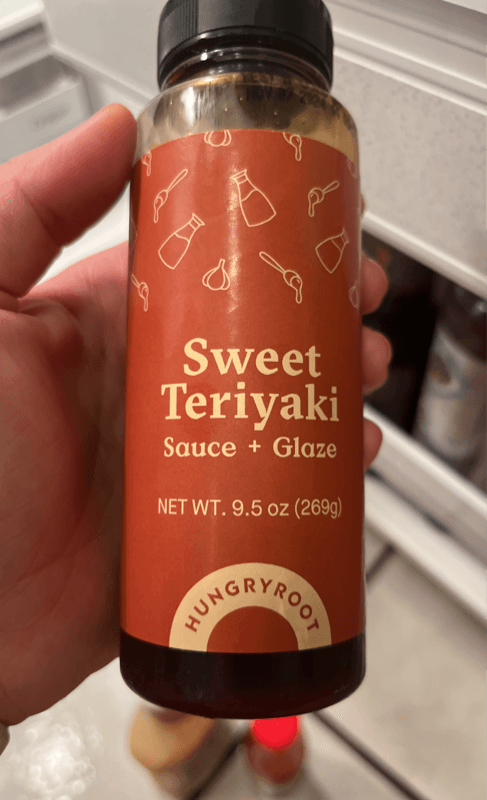 Sweet
Teriyaki
Sauce + Glaze
NET WT. 9.5 oz (269g)
HUNGRYROOT